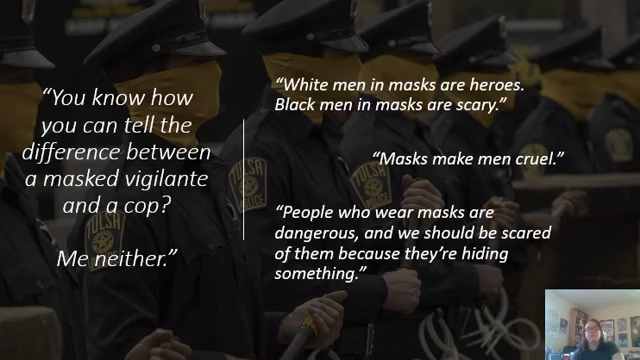 “You know how
you can tell the
difference between
a masked vigilante
and a cop?
Me neither.”
“White men in masks are heroes.
Black men in masks are scary.”
“Masks make men cruel.”
“People who wear masks are
dangerous, and we should be scared
of them because they’re hiding
something.”
TULSA
TULSA
TULSA